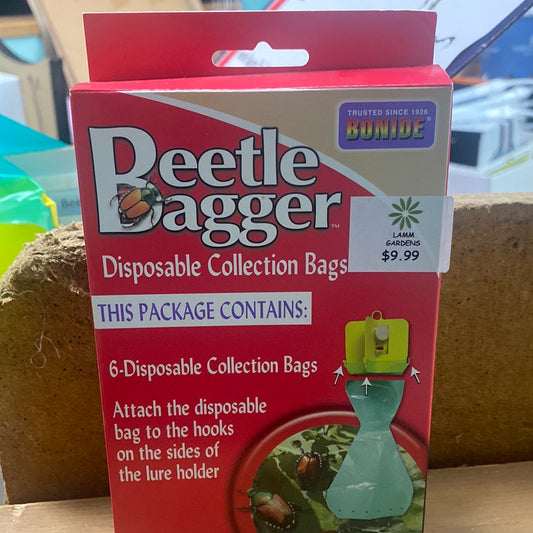 TRUSTED SINCE 1926
BONIDE®
Beetle
Bagger™
LAMM
GARDENS
$9.99
Disposable Collection Bags
THIS PACKAGE CONTAINS:
6-Disposable Collection Bags
Attach the disposable
bag to the hooks
on the sides of
the lure holder